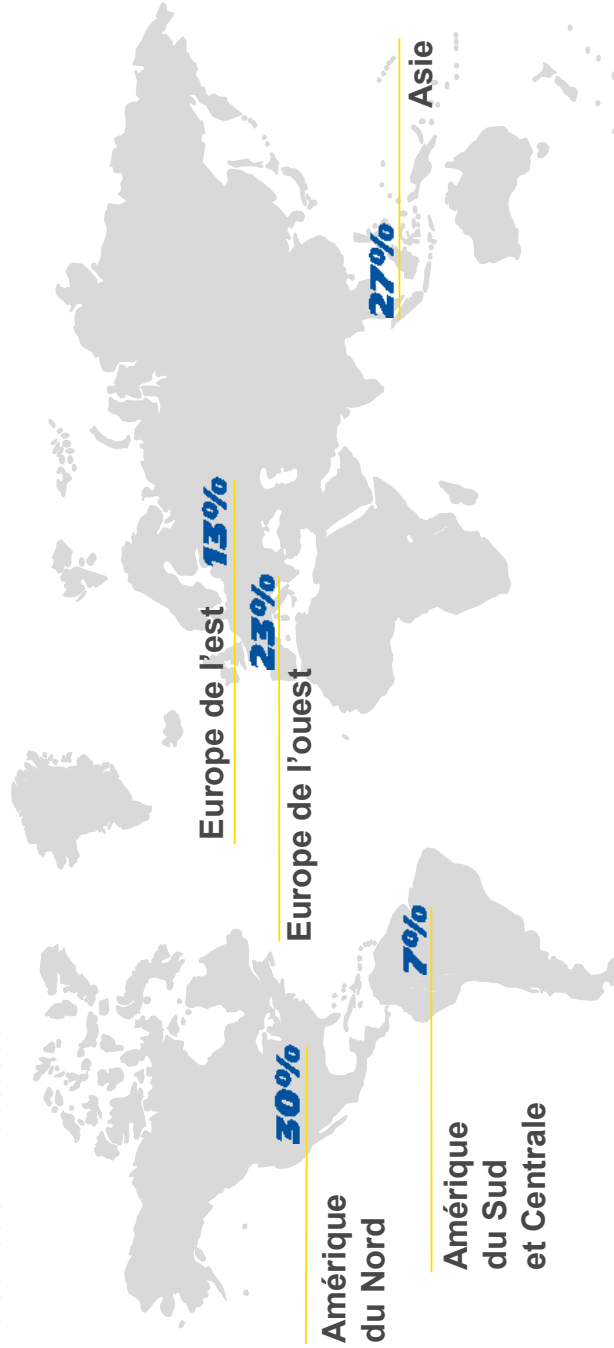 Amérique
du Nord
30%
Amérique
du Sud
et Centrale
7%
Europe de l'est
13%
23%
Europe de l'ouest
27%
Asie